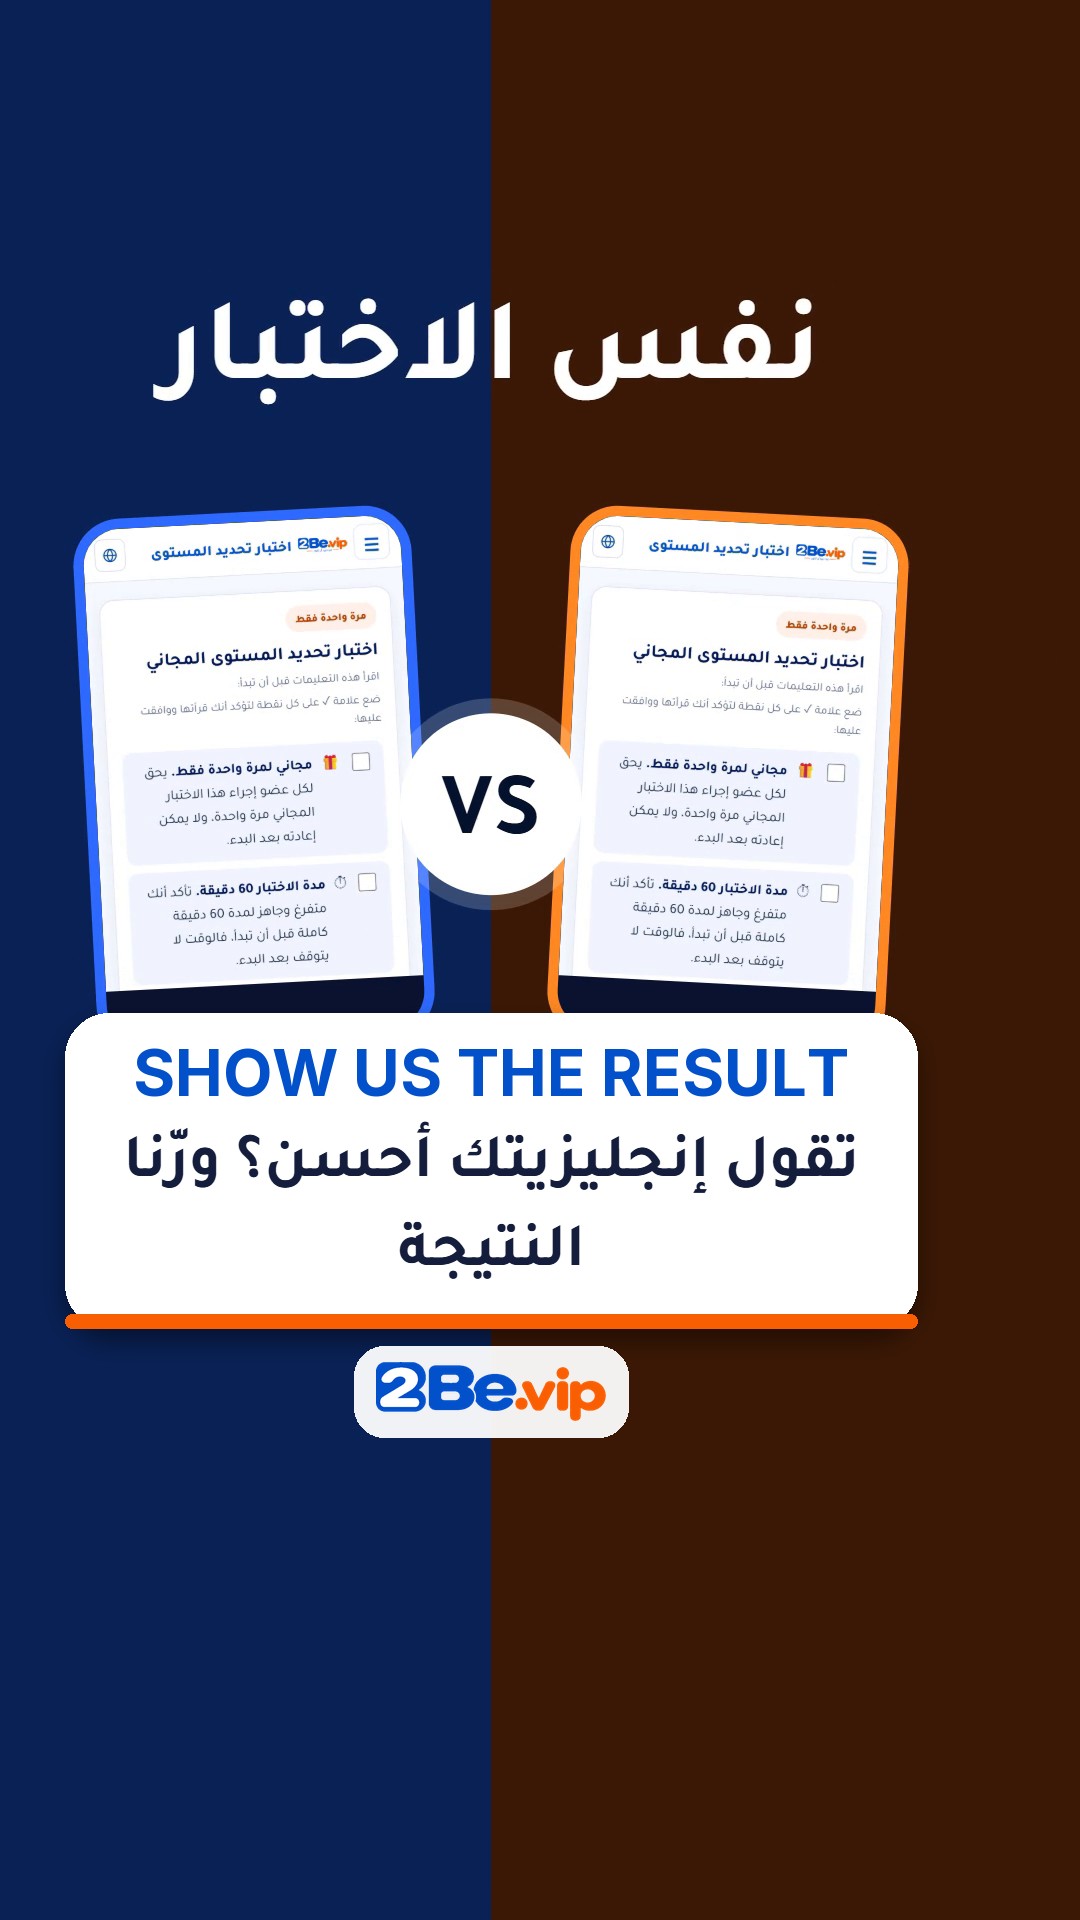 نفس الاختبار
اختبار تحديد المستوى 2Be.vip
مرة واحدة فقط
اختبار تحديد المستوى المجاني
اقرأ هذه التعليمات قبل أن تبدأ:
ضع علامة ✓ على كل نقطة لتؤكد أنك قرأتها ووافقت
عليها:
🎁 مجاني لمرة واحدة فقط. يحق
لكل عضو إجراء هذا الاختبار
المجاني مرة واحدة، ولا يمكن
إعادته بعد البدء.
⏱ مدة الاختبار 60 دقيقة. تأكد أنك
متفرغ وجاهز لمدة 60 دقيقة
كاملة قبل أن تبدأ، فالوقت لا
يتوقف بعد البدء.
VS
اختبار تحديد المستوى 2Be.vip
مرة واحدة فقط
اختبار تحديد المستوى المجاني
اقرأ هذه التعليمات قبل أن تبدأ:
ضع علامة ✓ على كل نقطة لتؤكد أنك قرأتها ووافقت
عليها:
🎁 مجاني لمرة واحدة فقط. يحق
لكل عضو إجراء هذا الاختبار
المجاني مرة واحدة، ولا يمكن
إعادته بعد البدء.
⏱ مدة الاختبار 60 دقيقة. تأكد أنك
متفرغ وجاهز لمدة 60 دقيقة
كاملة قبل أن تبدأ، فالوقت لا
يتوقف بعد البدء.
SHOW US THE RESULT
تقول إنجليزيتك أحسن؟ ورّنا
النتيجة
2Be.vip